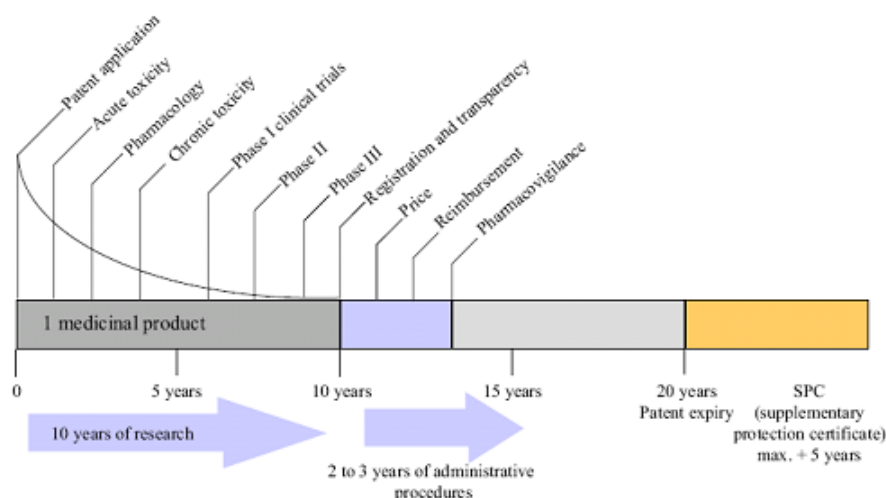 Patent application
Acute toxicity
Pharmacology
Chronic toxicity
Phase I clinical trials
Phase II
Phase III
Registration and transparency
Price
Reimbursement
Pharmacovigilance
1 medicinal product
0
5 years
10 years
15 years
20 years
Patent expiry
SPC
(supplementary
protection certificate)
max. + 5 years
10 years of research
2 to 3 years of administrative
procedures